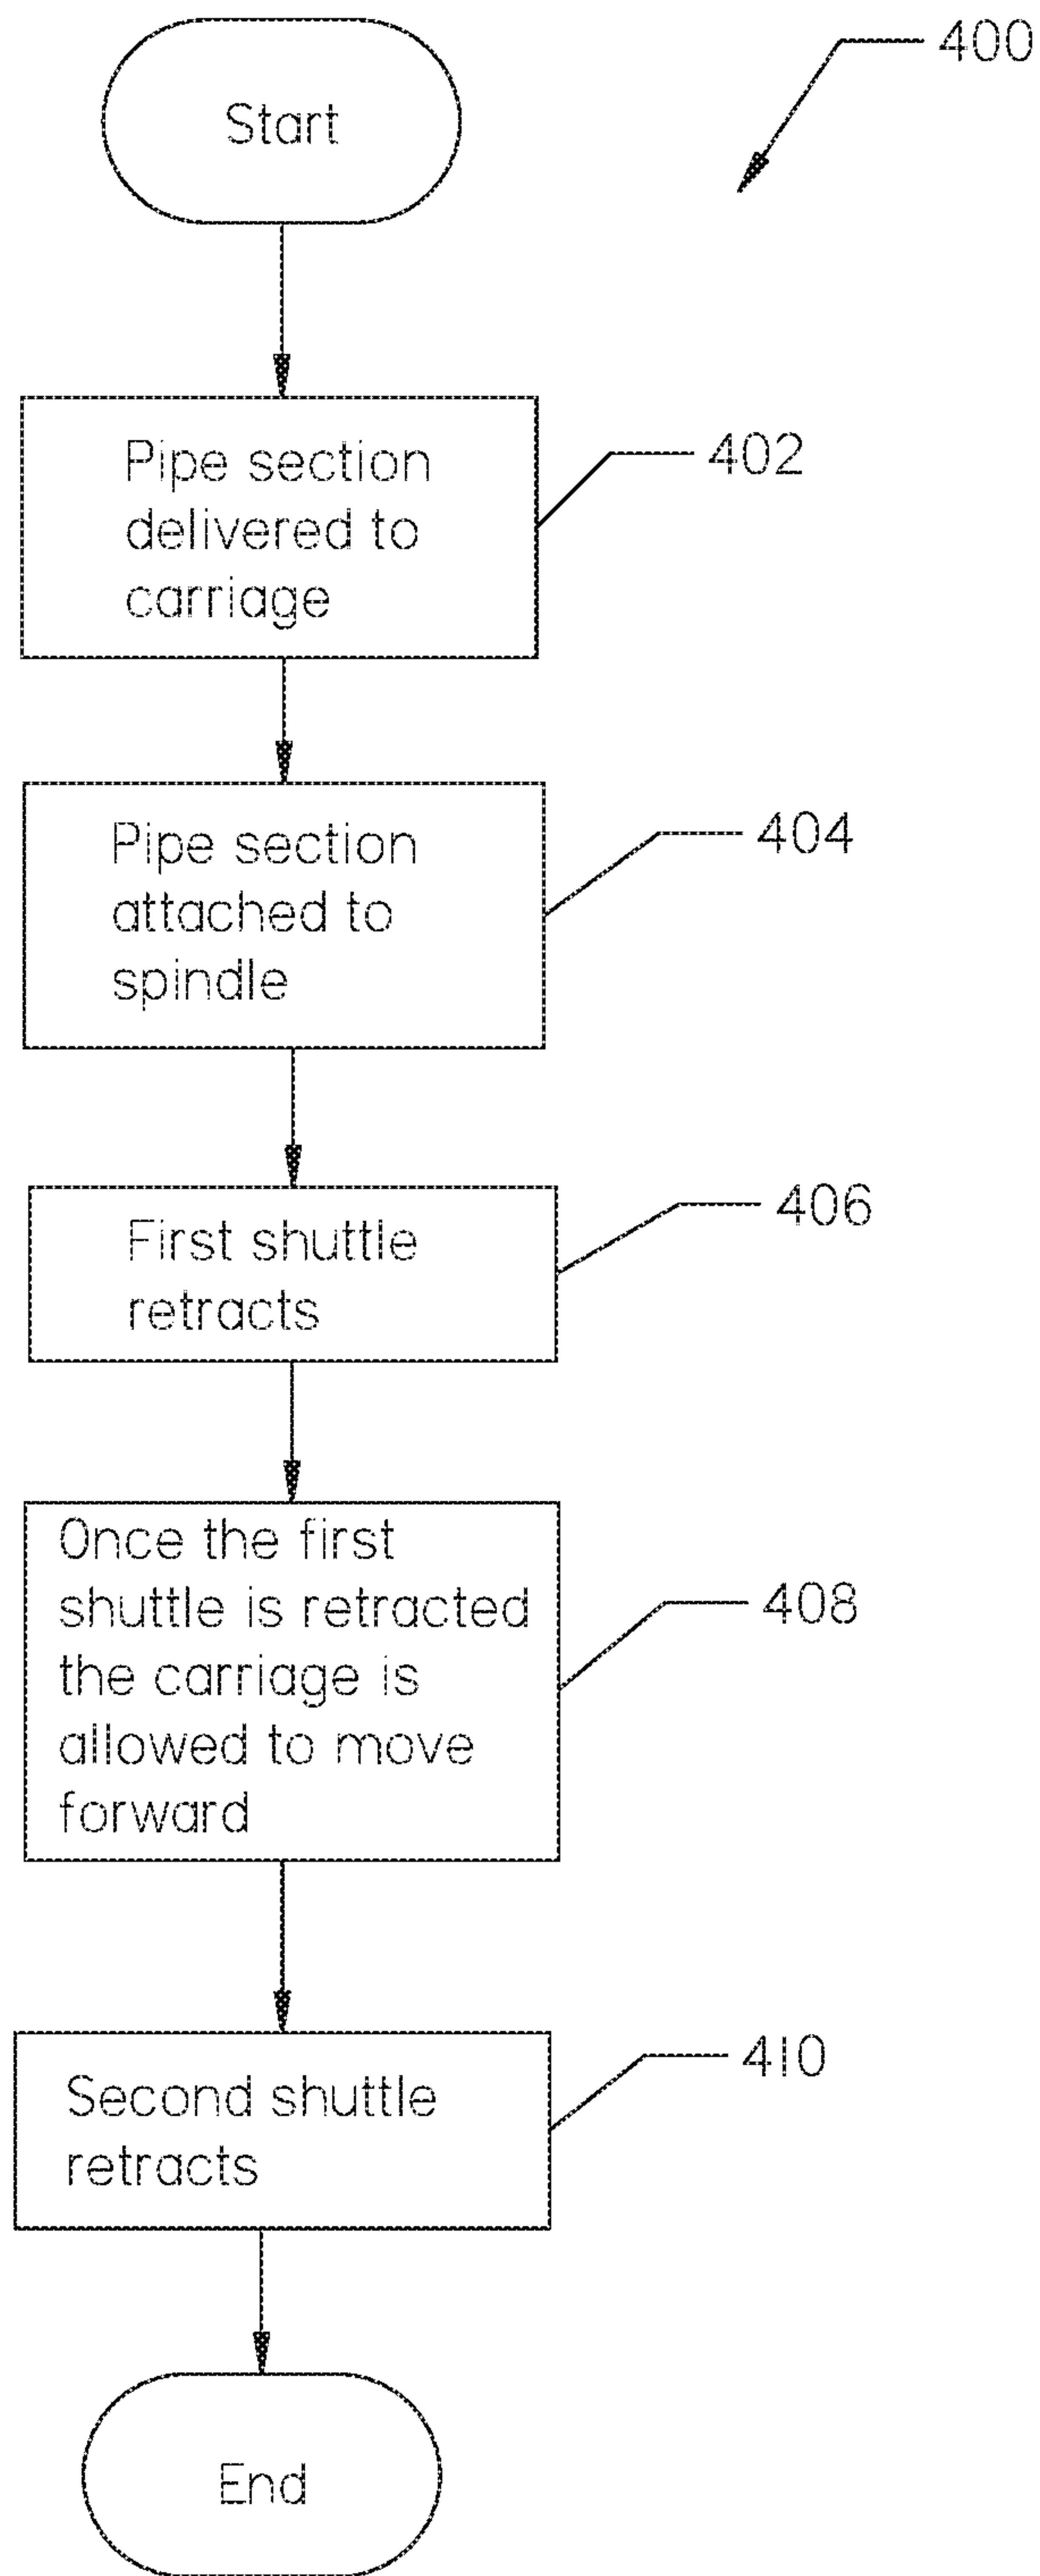 400
Start
Pipe section
delivered to
carriage
402
Pipe section
attached to
spindle
404
First shuttle
retracts
406
Once the first
shuttle is retracted
the carriage is
allowed to move
forward
408
Second shuttle
retracts
410
End